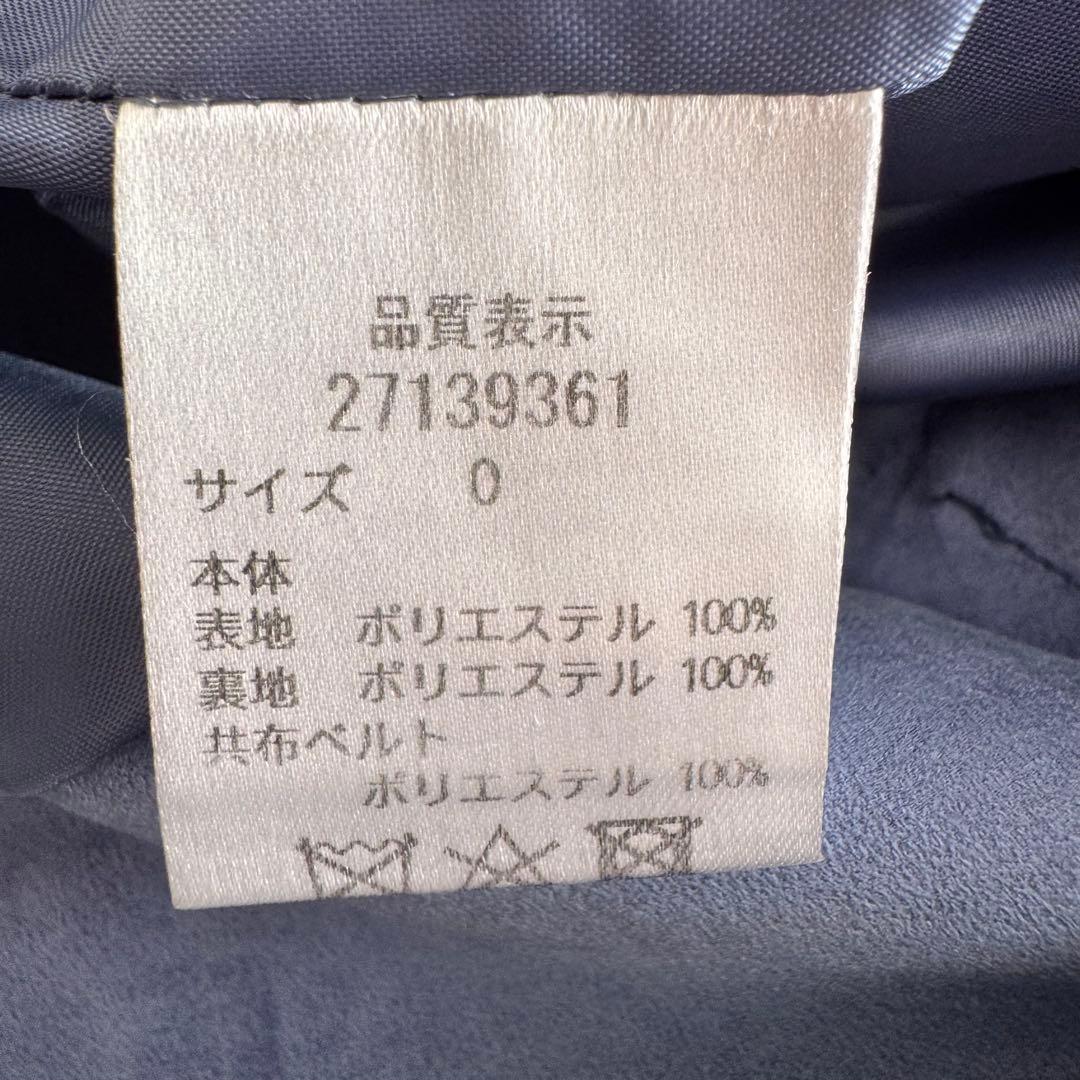 品質表示
27139361
サイズ 0
本体
表地 ポリエステル 100%
裏地 ポリエステル 100%
共布ベルト
ポリエステル 100%